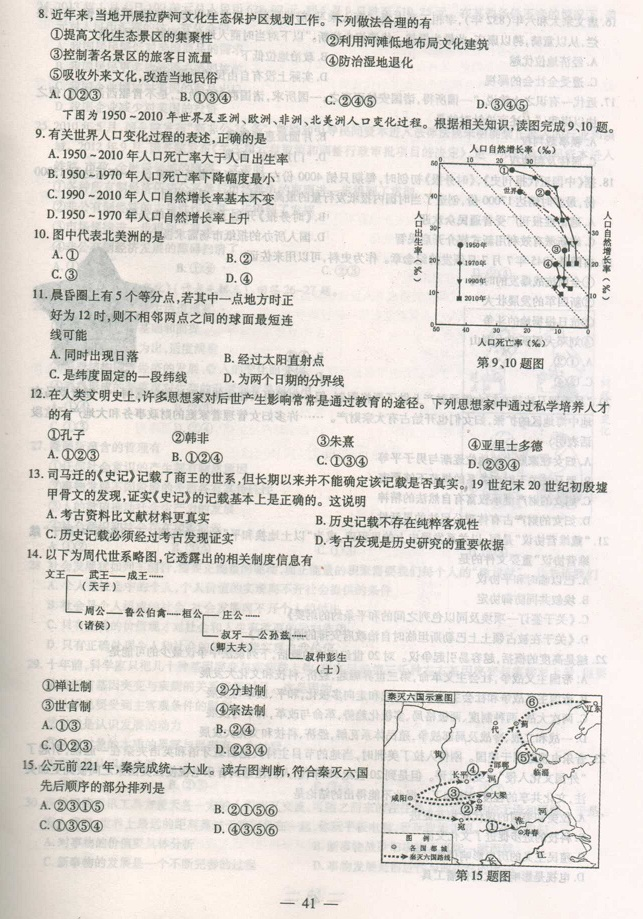 8. 近年来,当地开展拉萨河文化生态保护区规划工作。下列做法合理的有
①提高文化生态景区的集聚性 ②利用河滩低地布局文化建筑
③控制著名景区的旅客日流量 ④防治湿地退化
⑤吸收外来文化,改造当地民俗
A. ①②③ B. ①③④ C. ②④⑤ D. ③④⑤
下图为1950~2010年世界及亚洲、欧洲、非洲、北美洲人口变化过程。根据相关知识,读图完成9、10题。
9. 有关世界人口变化过程的表述,正确的是
A. 1950-2010年人口死亡率大于人口出生率
B. 1950-1970年人口死亡率下降幅度最小
C. 1990-2010年人口自然增长率基本不变
D. 1950-1970年人口自然增长率上升
10. 图中代表北美洲的是
A. ① B. ②
C. ③ D. ④
人口自然增长率(‰)
50 40 30 20
① 世界 ② ③ ④
人口出生率(‰)
人口自然增长率(‰)
1950年
1970年
1990年
2010年
50 40 30 20 10 0
人口死亡率(‰)
第9、10题图
11. 晨昏圈上有5个等分点,若其中一点地方时正
好为12时,则不相邻两点之间的球面最短连
线可能
A. 同时出现日落 B. 经过太阳直射点
C. 是纬度固定的一段纬线 D. 为两个日期的分界线
12. 在人类文明史上,许多思想家对后世产生影响常常是通过教育的途径。下列思想家中通过私学培养人才
的有
①孔子 ②韩非 ③朱熹 ④亚里士多德
A. ①②③ B. ①②④ C. ①③④ D. ②③④
13. 司马迁的《史记》记载了商王的世系,但长期以来并不能确定该记载是否真实。19世纪末20世纪初殷墟
甲骨文的发现,证实《史记》的记载基本上是正确的。这说明
A. 考古资料比文献材料更真实 B. 历史记载不存在纯粹客观性
C. 历史记载必须经过考古发现证实 D. 考古发现是历史研究的重要依据
14. 以下为周代世系略图,它透露出的相关制度信息有
文王 武王—成王……
(天子)
周公—鲁公伯禽……桓公 庄公……
(诸侯)
叔牙—公孙兹……
(卿大夫)
叔仲彭生
(士)
①禅让制 ②分封制
③世官制 ④宗法制
A. ①③ B. ②④
C. ①②③ D. ②③④
15. 公元前221年,秦完成统一大业。读右图判断,符合秦灭六国
先后顺序的部分排列是
A. ②③①⑤ B. ②①⑤⑥
C. ①③⑤④ D. ④③⑤⑥
秦灭六国示意图
⑥
代 蓟
邯郸 ⑤ 临淄
长平 ④
咸阳 ③ 大梁
②
宛 ① 寿春
河 淮 江
图例
各国都城
秦灭六国路线
第15题图
— 41 —